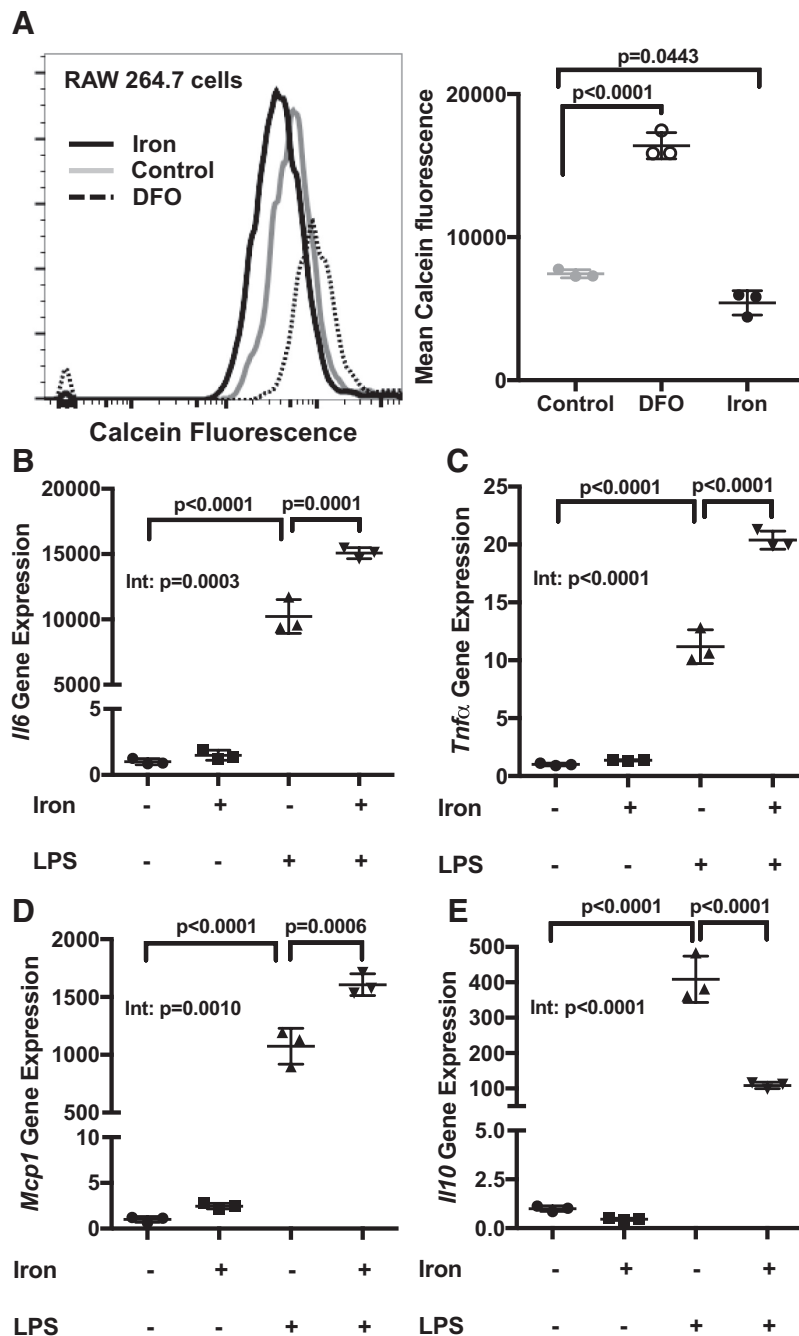 A
RAW 264.7 cells
Iron
Control
DFO
Calcein Fluorescence
p=0.0443
p<0.0001
Mean Calcein fluorescence
20000
10000
0
Control DFO Iron
B
Il6 Gene Expression
20000
15000
10000
5000
5
0
p<0.0001 p=0.0001
Int: p=0.0003
Iron - + - +
LPS - - + +
C
Tnfα Gene Expression
25
20
15
10
5
0
p<0.0001 p<0.0001
Int: p<0.0001
Iron - + - +
LPS - - + +
D
Mcp1 Gene Expression
2000
1500
1000
500
10
5
0
p<0.0001 p=0.0006
Int: p=0.0010
Iron - + - +
LPS - - + +
E
Il10 Gene Expression
500
400
300
200
100
5.0
2.5
0.0
p<0.0001 p<0.0001
Int: p<0.0001
Iron - + - +
LPS - - + +